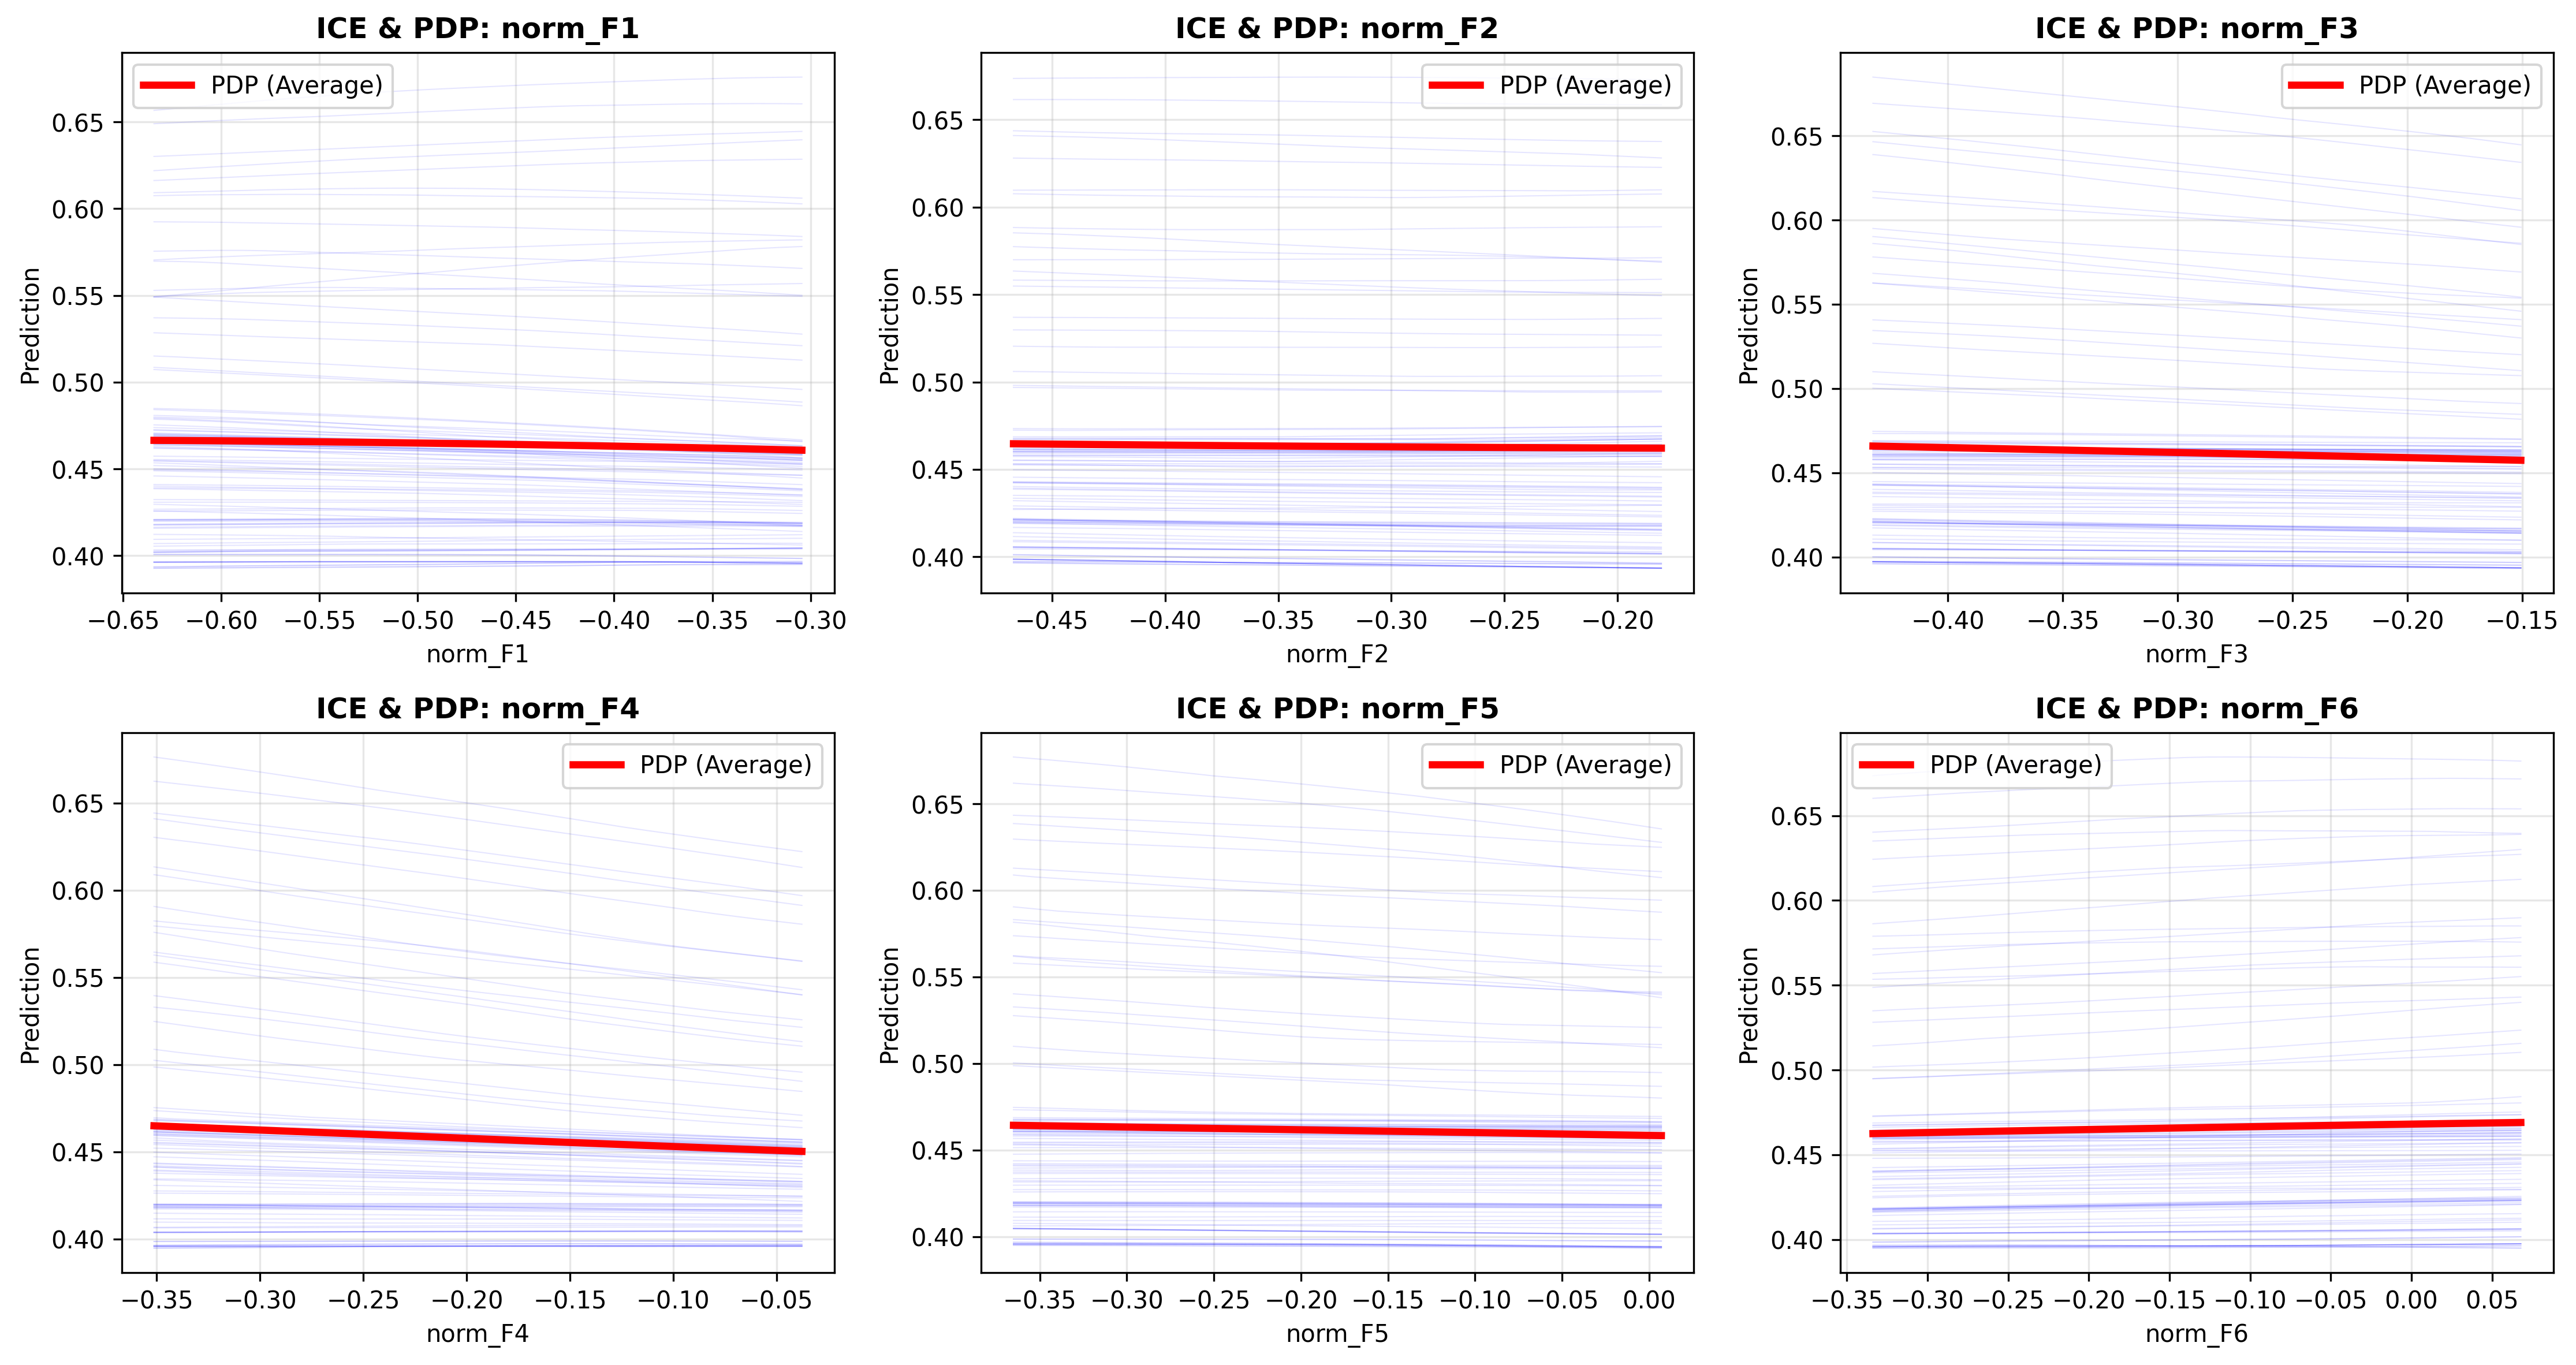 ICE & PDP: norm_F1
PDP (Average)
Prediction
0.65
0.60
0.55
0.50
0.45
0.40
−0.65 −0.60 −0.55 −0.50 −0.45 −0.40 −0.35 −0.30
norm_F1
ICE & PDP: norm_F2
PDP (Average)
Prediction
0.65
0.60
0.55
0.50
0.45
0.40
−0.45 −0.40 −0.35 −0.30 −0.25 −0.20
norm_F2
ICE & PDP: norm_F3
PDP (Average)
Prediction
0.65
0.60
0.55
0.50
0.45
0.40
−0.40 −0.35 −0.30 −0.25 −0.20 −0.15
norm_F3
ICE & PDP: norm_F4
PDP (Average)
Prediction
0.65
0.60
0.55
0.50
0.45
0.40
−0.35 −0.30 −0.25 −0.20 −0.15 −0.10 −0.05
norm_F4
ICE & PDP: norm_F5
PDP (Average)
Prediction
0.65
0.60
0.55
0.50
0.45
0.40
−0.35 −0.30 −0.25 −0.20 −0.15 −0.10 −0.05 0.00
norm_F5
ICE & PDP: norm_F6
PDP (Average)
Prediction
0.65
0.60
0.55
0.50
0.45
0.40
−0.35 −0.30 −0.25 −0.20 −0.15 −0.10 −0.05 0.00 0.05
norm_F6